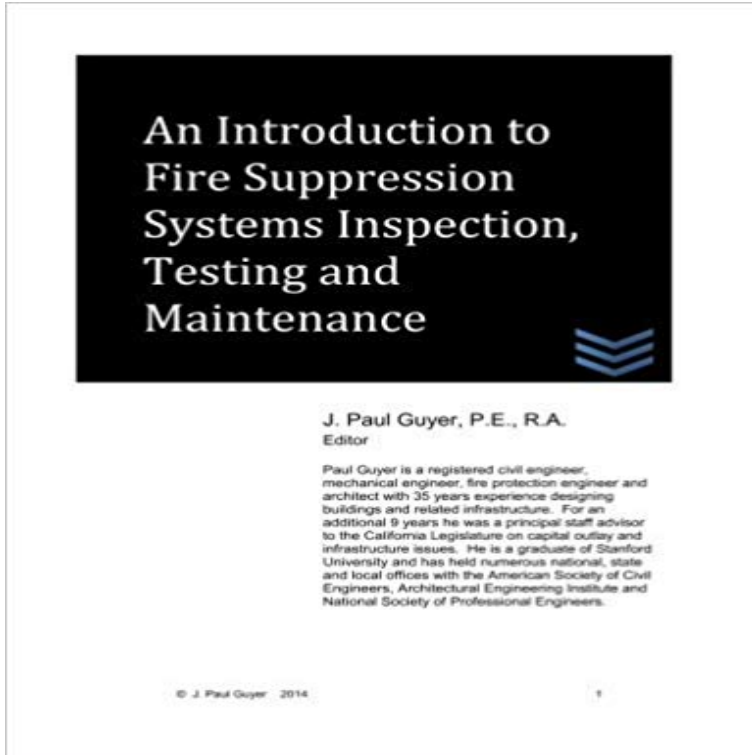 An Introduction to
Fire Suppression
Systems Inspection,
Testing and
Maintenance
J. Paul Guyer, P.E., R.A.
Editor
Paul Guyer is a registered civil engineer,
mechanical engineer, fire protection engineer and
architect with 35 years experience designing
buildings and related infrastructure. For an
additional 9 years he was a principal staff advisor
to the California Legislature on capital outlay and
infrastructure issues. He is a graduate of Stanford
University and has held numerous national, state
and local offices with the American Society of Civil
Engineers, Architectural Engineering Institute and
National Society of Professional Engineers.
© J. Paul Guyer 2014 1